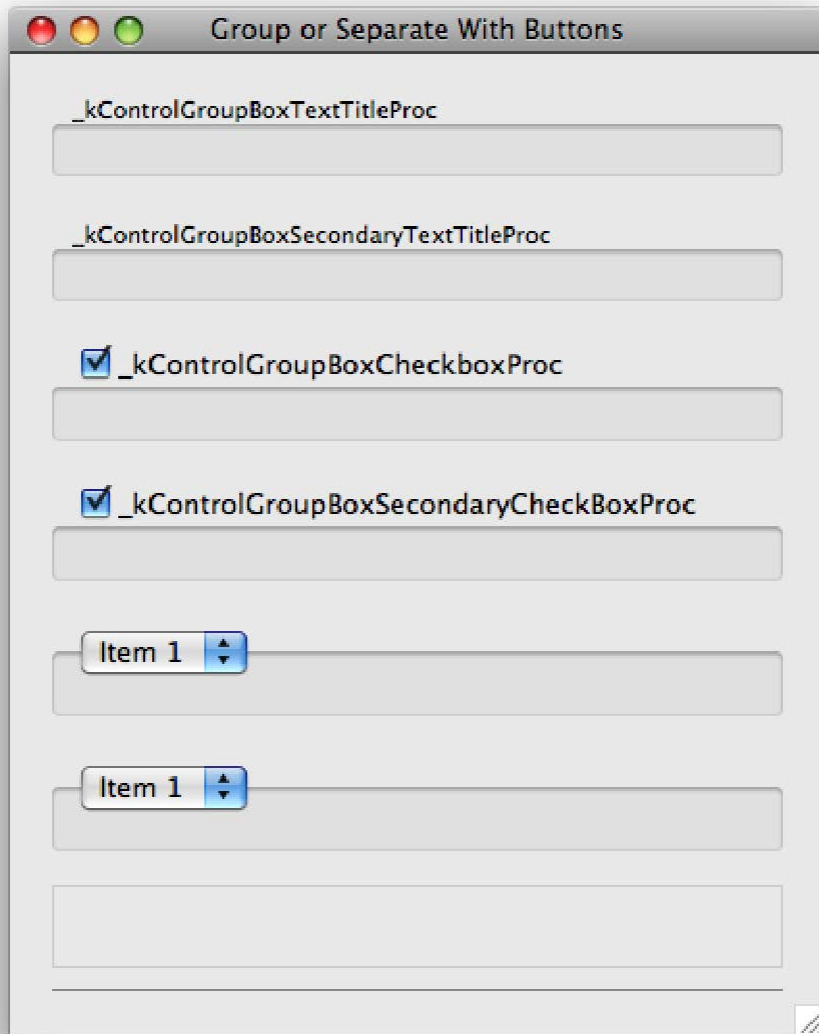 Group or Separate With Buttons
_kControlGroupBoxTextTitleProc
_kControlGroupBoxSecondaryTextTitleProc
_kControlGroupBoxCheckboxProc
_kControlGroupBoxSecondaryCheckBoxProc
Item 1
Item 1